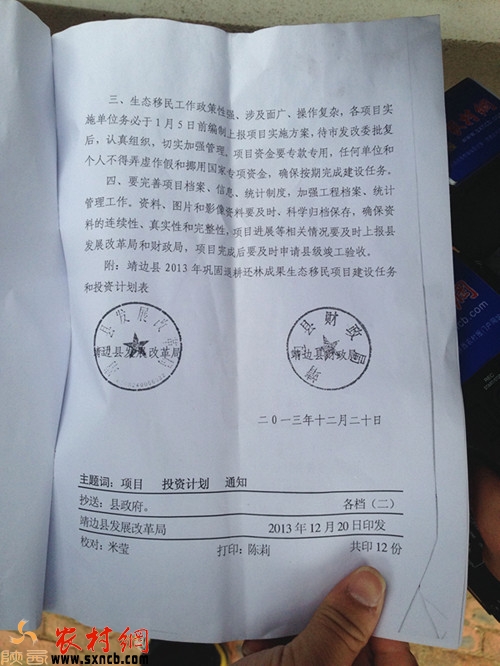 三、生态移民工作政策性强、涉及面广、操作复杂，各项目实
施单位务必于1月5日前编制上报项目实施方案，待市发改委批复
后，认真组织，切实加强管理。项目资金要专款专用，任何单位和
个人不得弄虚作假和挪用国家专项资金，确保按期完成建设任务。
四、要完善项目档案、信息、统计制度，加强工程档案、统计
管理工作。资料、图片和影像资料要及时、科学归档保存，确保资
料的连续性、真实性和完整性，项目进展等相关情况要及时上报县
发展改革局和财政局，项目完成后要及时申请县级竣工验收。
附：靖边县2013年巩固退耕还林成果生态移民项目建设任务
和投资计划表
靖边县发展改革局 靖边县财政局
二〇一三年十二月二十日
主题词：项目 投资计划 通知
抄送：县政府。 各档（二）
靖边县发展改革局 2013年12月20日印发
校对：米莹 打印：陈莉 共印12份
陕西 农村網
www.sxncb.com